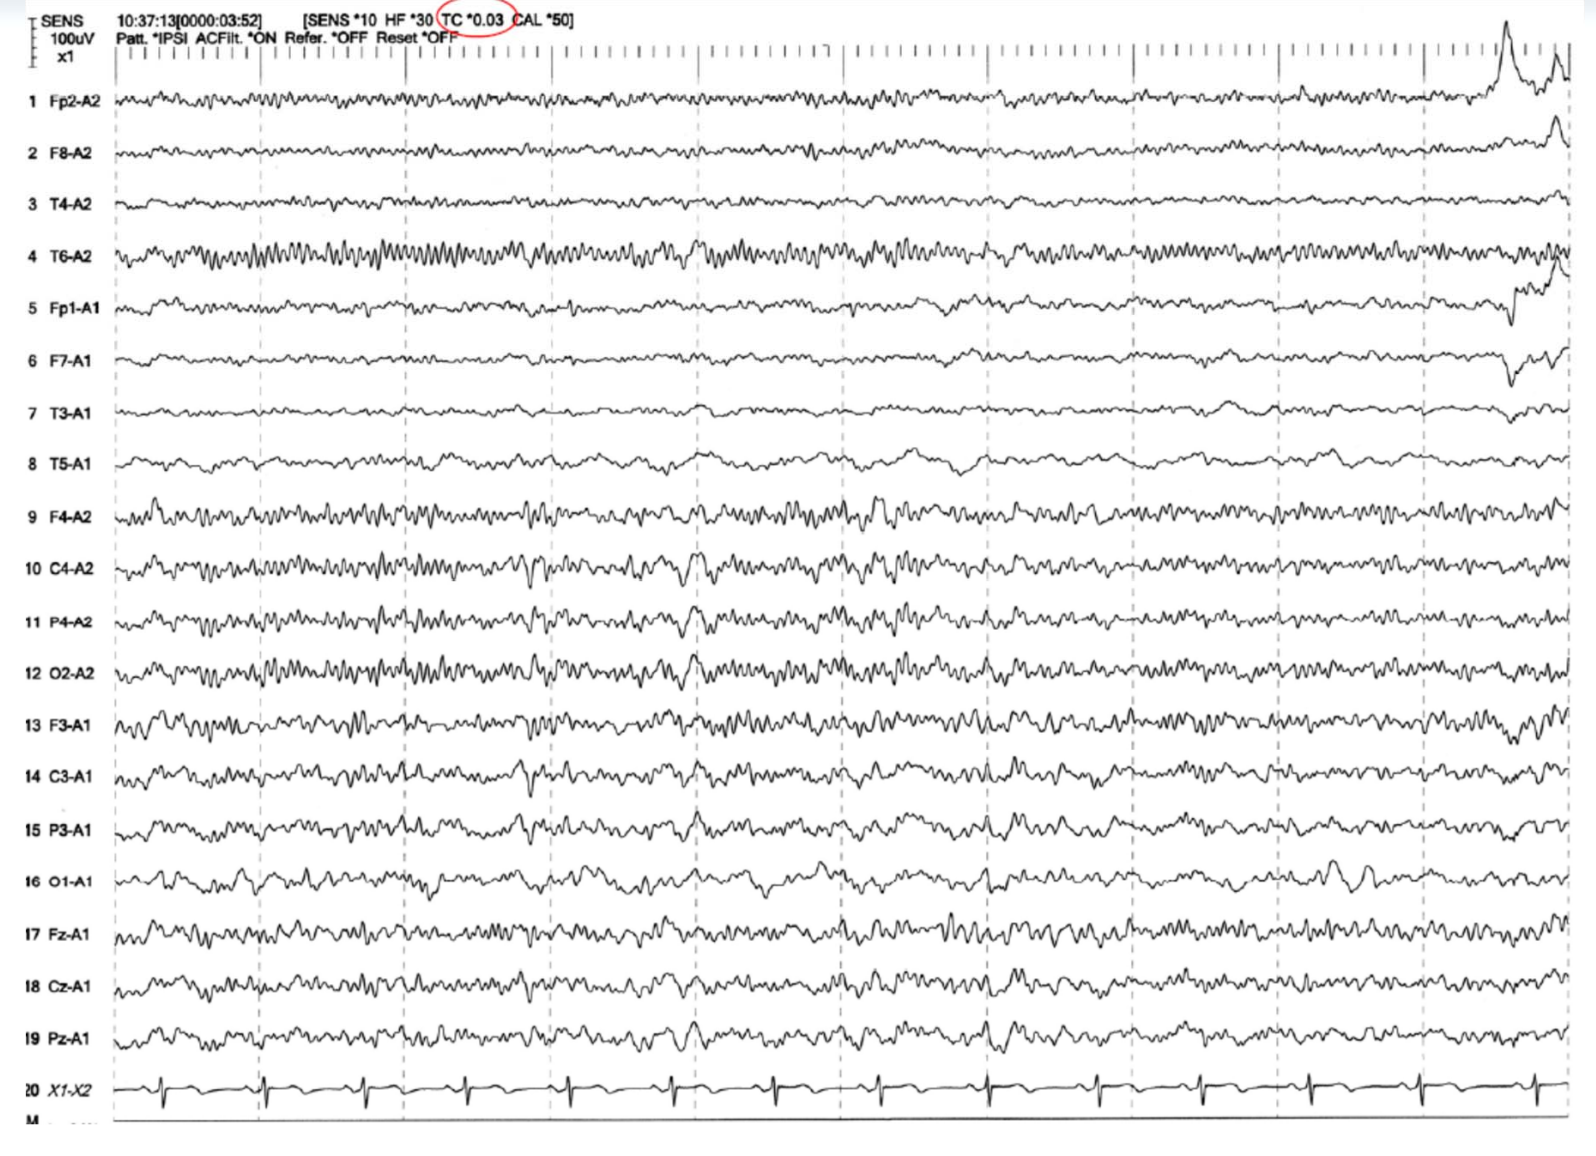 SENS 10:37:13[0000:03:52] [SENS *10 HF *30 TC *0.03 CAL *50]
100uV Patt. *IPSI ACFilt. *ON Refer. *OFF Reset *OFF
x1
1 Fp2-A2
2 F8-A2
3 T4-A2
4 T6-A2
5 Fp1-A1
6 F7-A1
7 T3-A1
8 T5-A1
9 F4-A2
10 C4-A2
11 P4-A2
12 O2-A2
13 F3-A1
14 C3-A1
15 P3-A1
16 O1-A1
17 Fz-A1
18 Cz-A1
19 Pz-A1
20 X1-X2